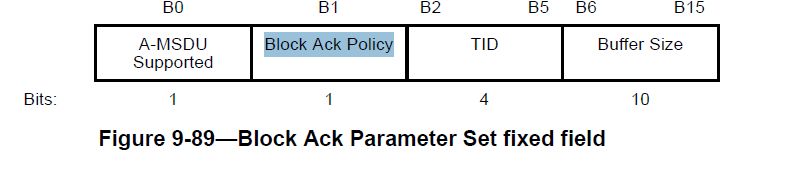 B0 B1 B2 B5 B6 B15
A-MSDU Supported Block Ack Policy TID Buffer Size
Bits: 1 1 4 10
Figure 9-89—Block Ack Parameter Set fixed field